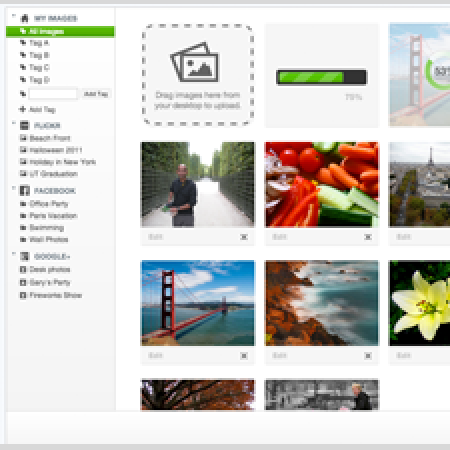 MY IMAGES
All Images
Tag A
Tag B
Tag C
Tag D
Add Tag
Add Tag
FLICKR
Beach Front
Halloween 2011
Holiday in New York
UT Graduation
FACEBOOK
Office Party
Paris Vacation
Swimming
Wall Photos
GOOGLE+
Desk photos
Gary's Party
Fireworks Show
Drag images here from
your desktop to upload.
75%
53%
Edit
Edit
Edit
Edit
Edit
Edit